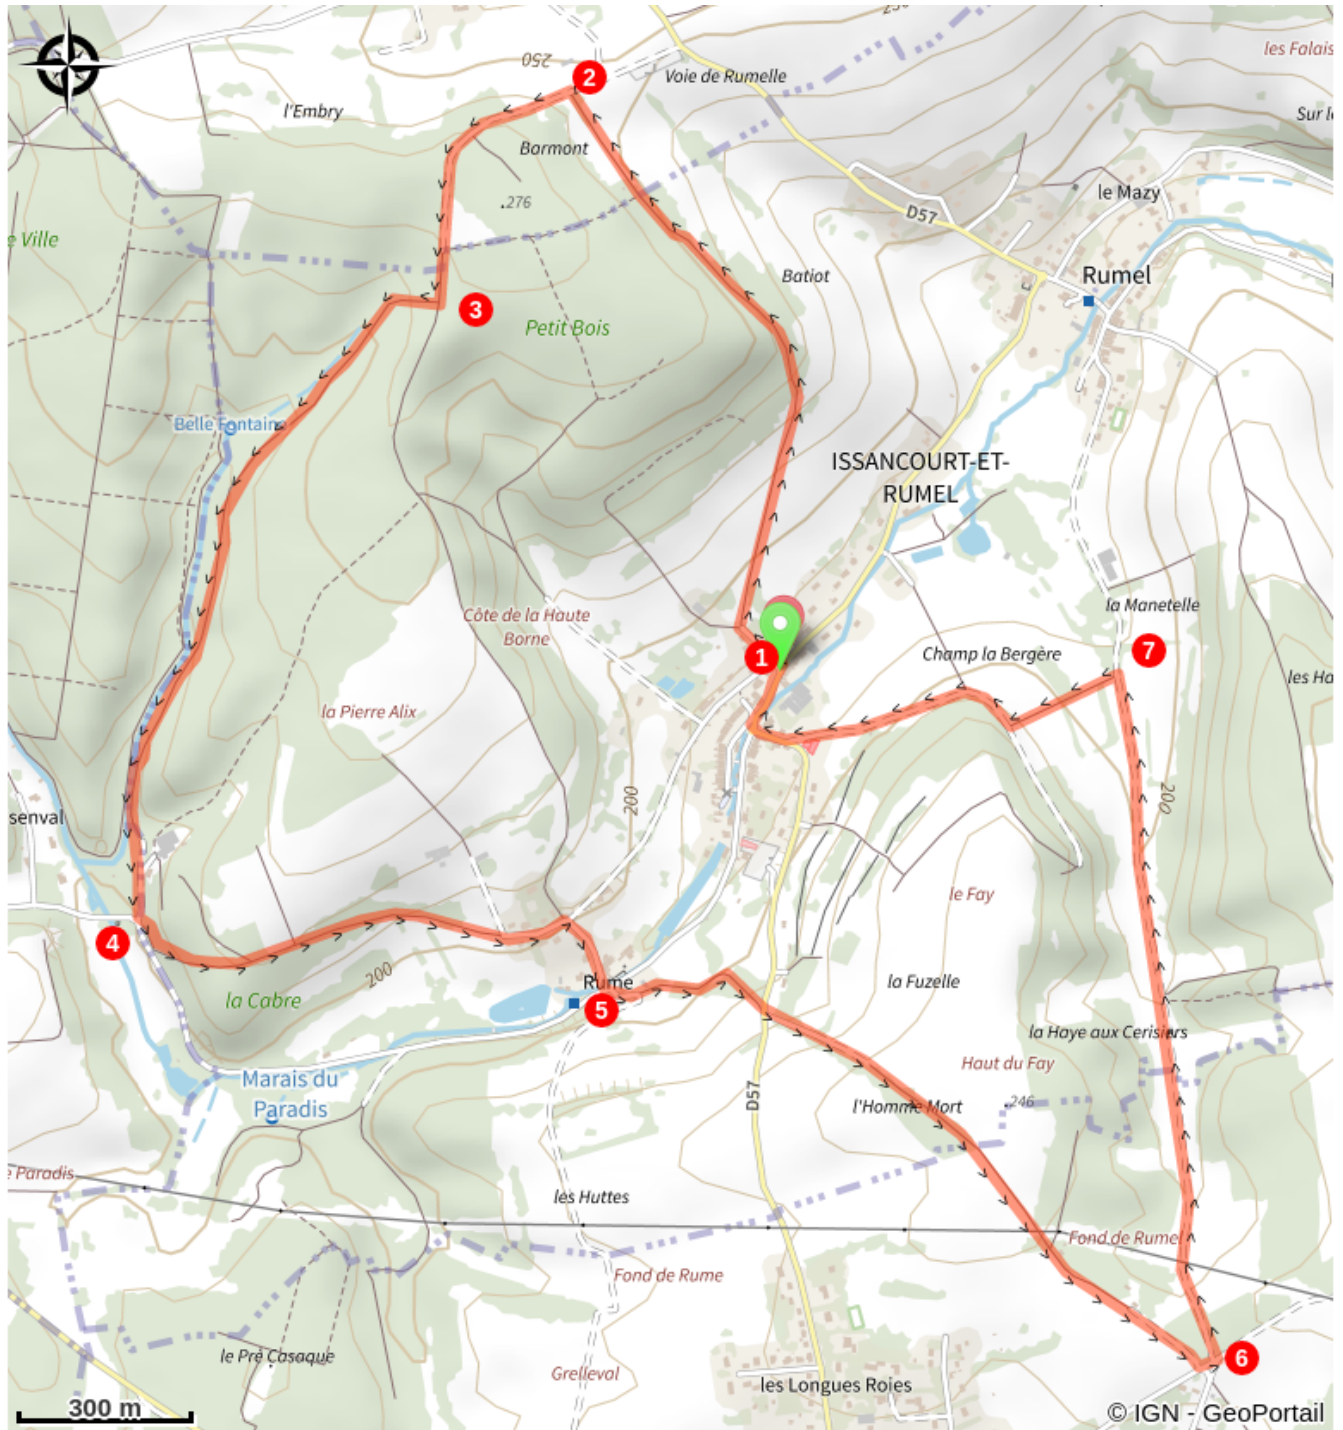 250
Voie de Rumelle
les Falais
l'Embry
Sur l
2
Bormont
le Mazy
.276
D57
e Ville
Batiot
Rumel
3
Petit Bois
Belle Fontain
ISSANCOURT-ET-
RUMEL
Côte de la Haute
Borne
la Manetelle
1
Champ la Bergère
7
les Ha
la Pierre Alix
200
200
senval
le Fay
4
200
la Cabre
Rume
5
la Fuzelle
la Haye aux Cerisiers
Haut du Fay
Marais du
Paradis
D57
l'Homme Mort
246
e Paradis
les Huttes
Fond de Rumel
Fond de Rume
le Pré Casaque
Grelleval
6
les Longues Roies
300 m
© IGN - GeoPortail